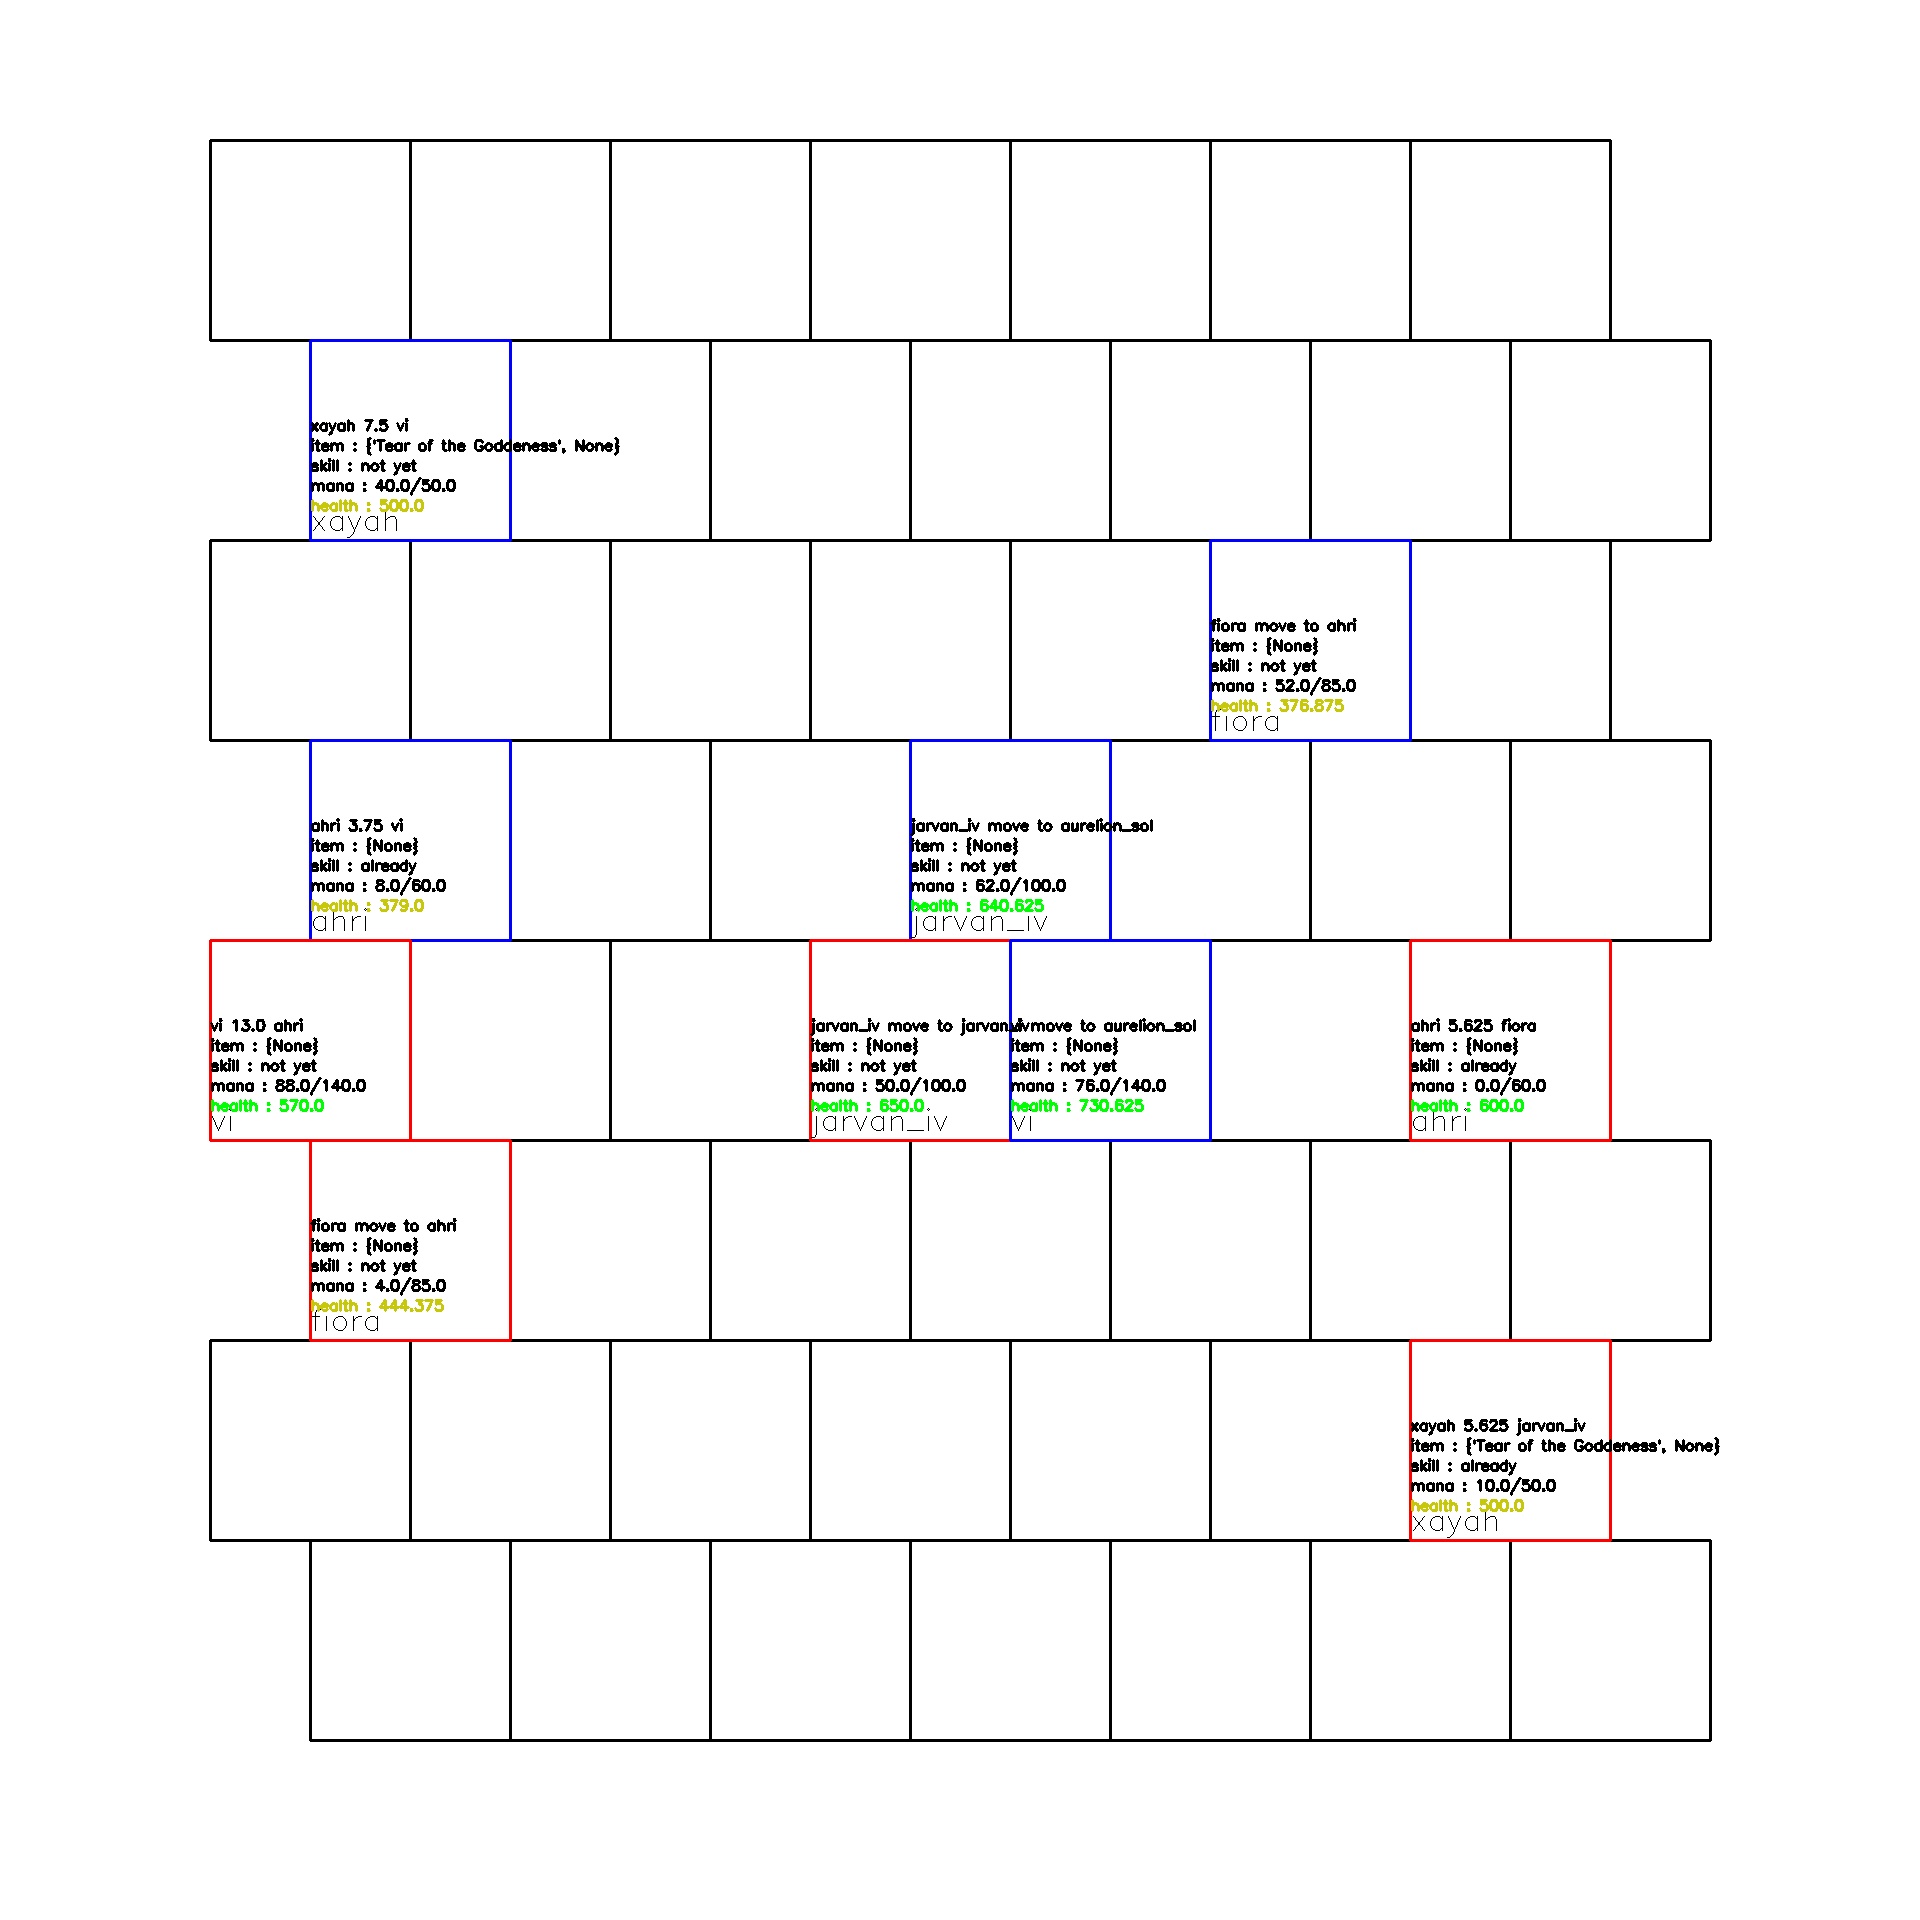 xayah 7.5 vi
item : {'Tear of the Goddeness', None}
skill : not yet
mana : 40.0/50.0
health : 500.0
xayah
fiora move to ahri
item : {None}
skill : not yet
mana : 52.0/85.0
health : 376.875
fiora
ahri 3.75 vi
item : {None}
skill : already
mana : 8.0/60.0
health : 379.0
ahri
jarvan_iv move to aurelion_sol
item : {None}
skill : not yet
mana : 62.0/100.0
health : 640.625
jarvan_iv
vi 13.0 ahri
item : {None}
skill : not yet
mana : 88.0/140.0
health : 570.0
vi
jarvan_iv move to jarvan_iv
item : {None}
skill : not yet
mana : 50.0/100.0
health : 650.0
jarvan_iv
vi move to aurelion_sol
item : {None}
skill : not yet
mana : 76.0/140.0
health : 730.625
vi
ahri 5.625 fiora
item : {None}
skill : already
mana : 0.0/60.0
health : 600.0
ahri
fiora move to ahri
item : {None}
skill : not yet
mana : 4.0/85.0
health : 444.375
fiora
xayah 5.625 jarvan_iv
item : {'Tear of the Goddeness', None}
skill : already
mana : 10.0/50.0
health : 500.0
xayah